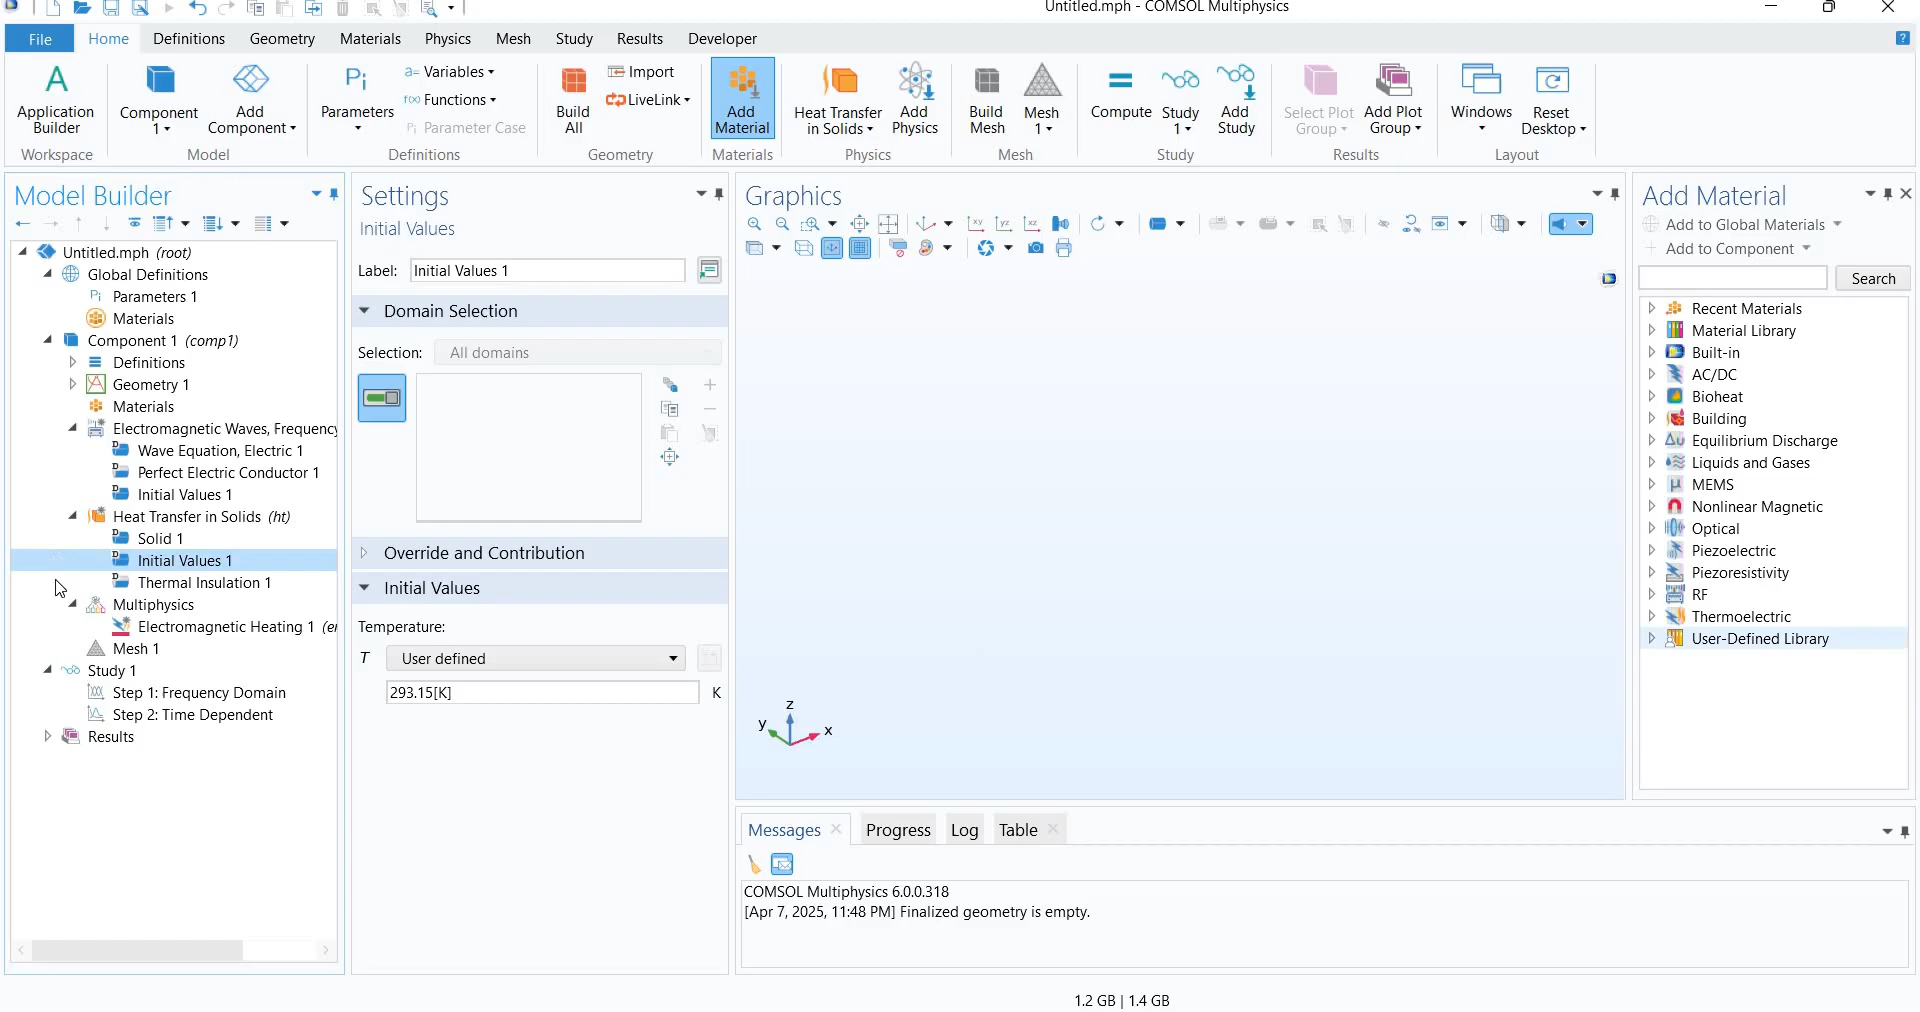 Untitled.mph - COMSOL Multiphysics
File Home Definitions Geometry Materials Physics Mesh Study Results Developer
Application Builder
Workspace
Component 1
Add Component
Model
Parameters
a= Variables
f(x) Functions
Pi Parameter Case
Definitions
Build All
Import
LiveLink
Geometry
Add Material
Materials
Heat Transfer in Solids
Add Physics
Physics
Build Mesh
Mesh 1
Mesh
Compute
Study 1
Add Study
Study
Select Plot Group
Add Plot Group
Results
Windows
Reset Desktop
Layout
Model Builder
Untitled.mph (root)
Global Definitions
Pi Parameters 1
Materials
Component 1 (comp1)
Definitions
Geometry 1
Materials
Electromagnetic Waves, Frequency
Wave Equation, Electric 1
Perfect Electric Conductor 1
Initial Values 1
Heat Transfer in Solids (ht)
Solid 1
Initial Values 1
Thermal Insulation 1
Multiphysics
Electromagnetic Heating 1 (e
Mesh 1
Study 1
Step 1: Frequency Domain
Step 2: Time Dependent
Results
Settings
Initial Values
Label: Initial Values 1
Domain Selection
Selection: All domains
Override and Contribution
Initial Values
Temperature:
T User defined
293.15[K] K
Graphics
xy yz xz
z
y x
Messages Progress Log Table
COMSOL Multiphysics 6.0.0.318
[Apr 7, 2025, 11:48 PM] Finalized geometry is empty.
Add Material
Add to Global Materials
+ Add to Component
Search
Recent Materials
Material Library
Built-in
AC/DC
Bioheat
Building
Equilibrium Discharge
Liquids and Gases
MEMS
Nonlinear Magnetic
Optical
Piezoelectric
Piezoresistivity
RF
Thermoelectric
User-Defined Library
1.2 GB | 1.4 GB